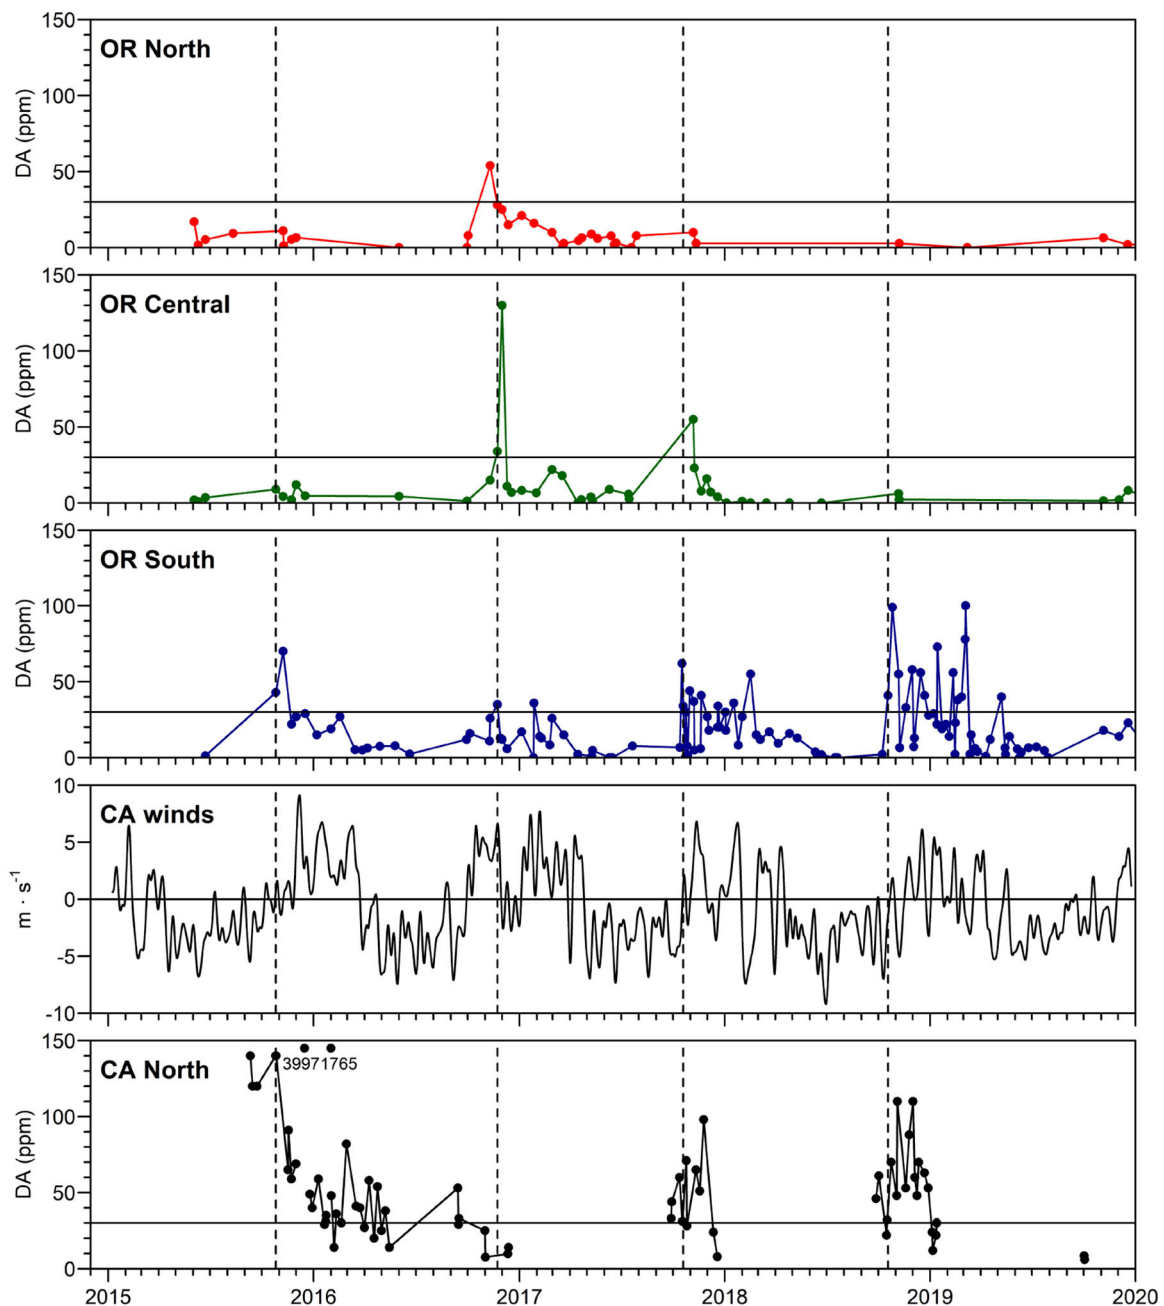 150
OR North
100
DA (ppm)
50
0
150
OR Central
100
DA (ppm)
50
0
150
OR South
100
DA (ppm)
50
0
10
CA winds
5
m · s⁻¹
0
-5
-10
150
CA North
39971765
100
DA (ppm)
50
0
2015 2016 2017 2018 2019 2020